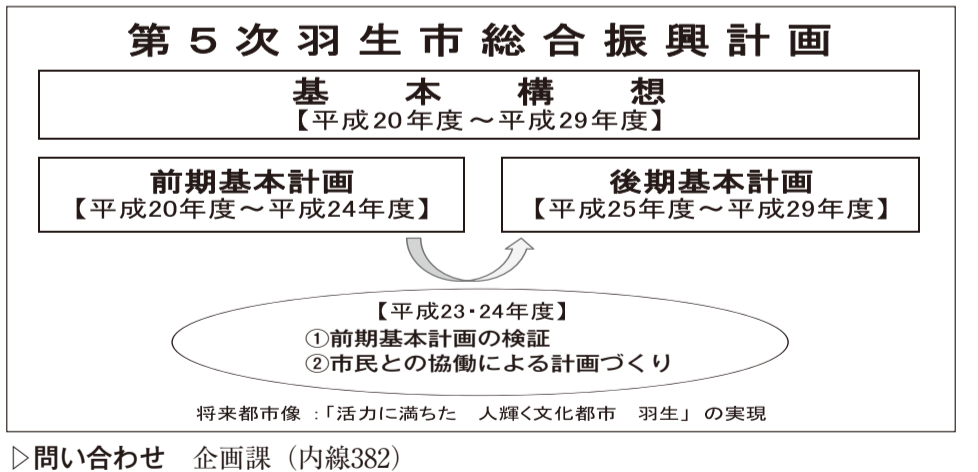 第5次羽生市総合振興計画
基本構想
【平成20年度～平成29年度】
前期基本計画
【平成20年度～平成24年度】
後期基本計画
【平成25年度～平成29年度】
【平成23・24年度】
①前期基本計画の検証
②市民との協働による計画づくり
将来都市像：「活力に満ちた　人輝く文化都市　羽生」の実現
▷問い合わせ　企画課（内線382）